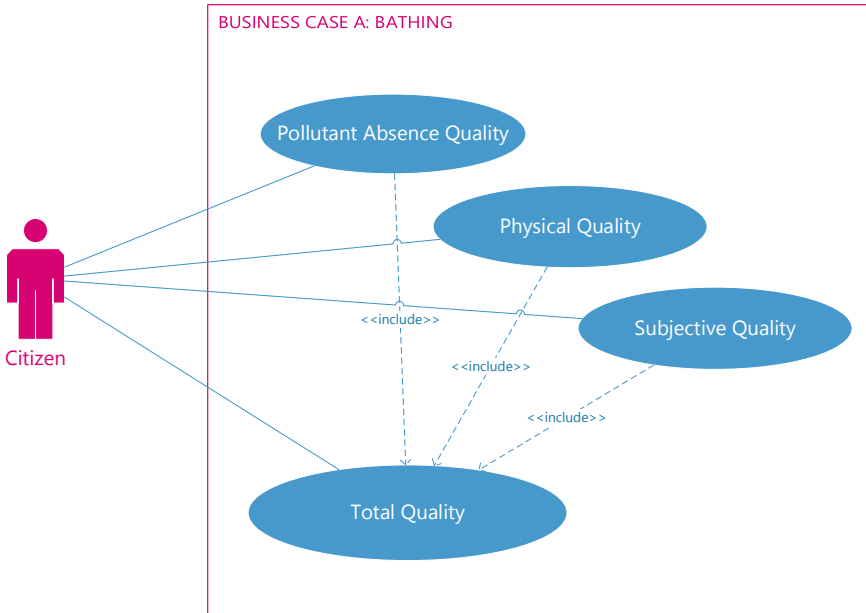 BUSINESS CASE A: BATHING
Pollutant Absence Quality
Physical Quality
Subjective Quality
<<include>>
Citizen
<<include>>
<<include>>
Total Quality